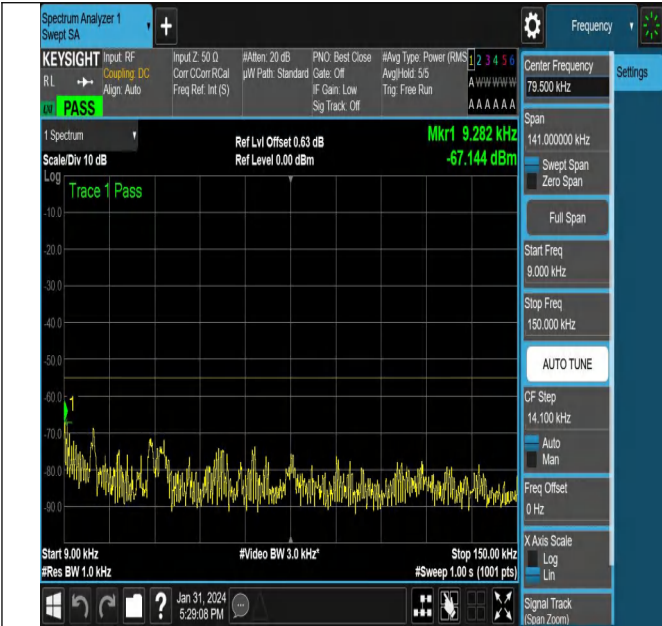 Spectrum Analyzer 1
Swept SA
+
Frequency
KEYSIGHT
RL
PASS
Input: RF
Coupling: DC
Align: Auto
Input Z: 50 Ω
Corr CCorr RCal
Freq Ref: Int (S)
#Atten: 20 dB
µW Path: Standard
PNO: Best Close
Gate: Off
IF Gain: Low
Sig Track: Off
#Avg Type: Power (RMS
Avg|Hold: 5/5
Trig: Free Run
1 2 3 4 5 6
A W W W W W
A A A A A A
1 Spectrum
Scale/Div 10 dB
Ref Lvl Offset 0.63 dB
Ref Level 0.00 dBm
Mkr1 9.282 kHz
-67.144 dBm
Log
Trace 1 Pass
-10.0
-20.0
-30.0
-40.0
-50.0
-60.0
-70.0
-80.0
-90.0
1
Start 9.00 kHz
#Res BW 1.0 kHz
#Video BW 3.0 kHz*
Stop 150.00 kHz
#Sweep 1.00 s (1001 pts)
?
Jan 31, 2024
5:29:08 PM
Center Frequency
79.500 kHz
Settings
Span
141.000000 kHz
Swept Span
Zero Span
Full Span
Start Freq
9.000 kHz
Stop Freq
150.000 kHz
AUTO TUNE
CF Step
14.100 kHz
Auto
Man
Freq Offset
0 Hz
X Axis Scale
Log
Lin
Signal Track
(Span Zoom)